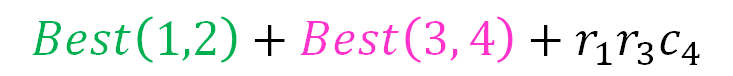 Best(1,2) + Best(3, 4) + r₁r₃c₄